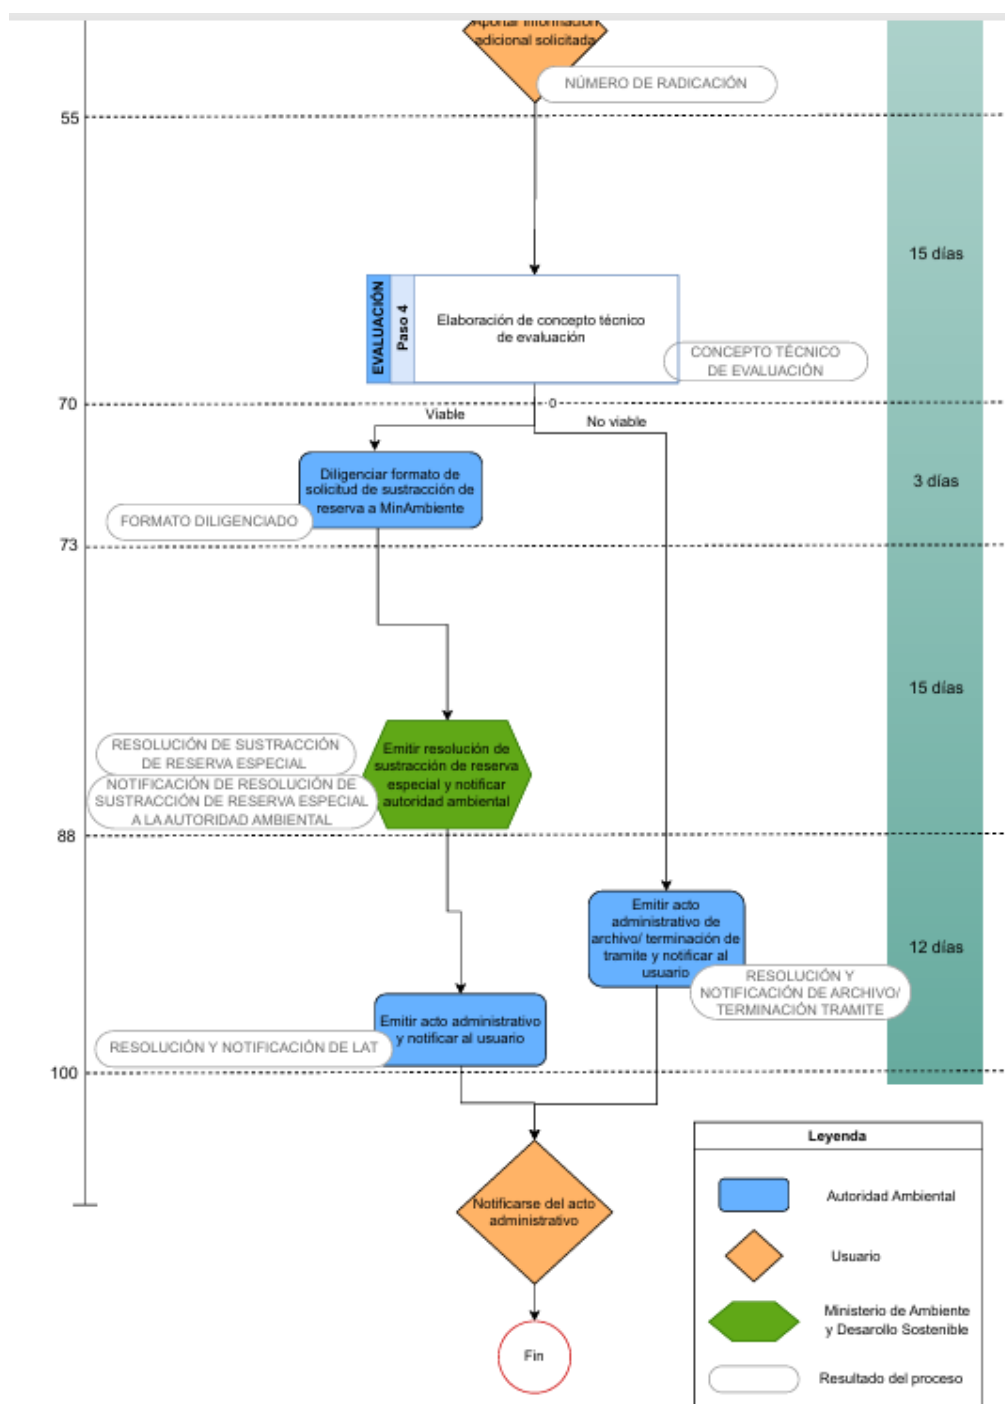 Aportar información
adicional solicitada
NÚMERO DE RADICACIÓN
55
15 días
EVALUACIÓN
Paso 4
Elaboración de concepto técnico
de evaluación
CONCEPTO TÉCNICO
DE EVALUACIÓN
70
0
Viable
No viable
Diligenciar formato de
solicitud de sustracción de
reserva a MinAmbiente
3 días
FORMATO DILIGENCIADO
73
15 días
RESOLUCIÓN DE SUSTRACCIÓN
DE RESERVA ESPECIAL
Emitir resolución de
sustracción de reserva
especial y notificar
autoridad ambiental
NOTIFICACIÓN DE RESOLUCIÓN DE
SUSTRACCIÓN DE RESERVA ESPECIAL
A LA AUTORIDAD AMBIENTAL
88
Emitir acto
administrativo de
archivo/ terminación de
tramite y notificar al
usuario
12 días
RESOLUCIÓN Y
NOTIFICACIÓN DE ARCHIVO/
TERMINACIÓN TRAMITE
Emitir acto administrativo
y notificar al usuario
RESOLUCIÓN Y NOTIFICACIÓN DE LAT
100
Notificarse del acto
administrativo
Fin
Leyenda
Autoridad Ambiental
Usuario
Ministerio de Ambiente
y Desarollo Sostenible
Resultado del proceso